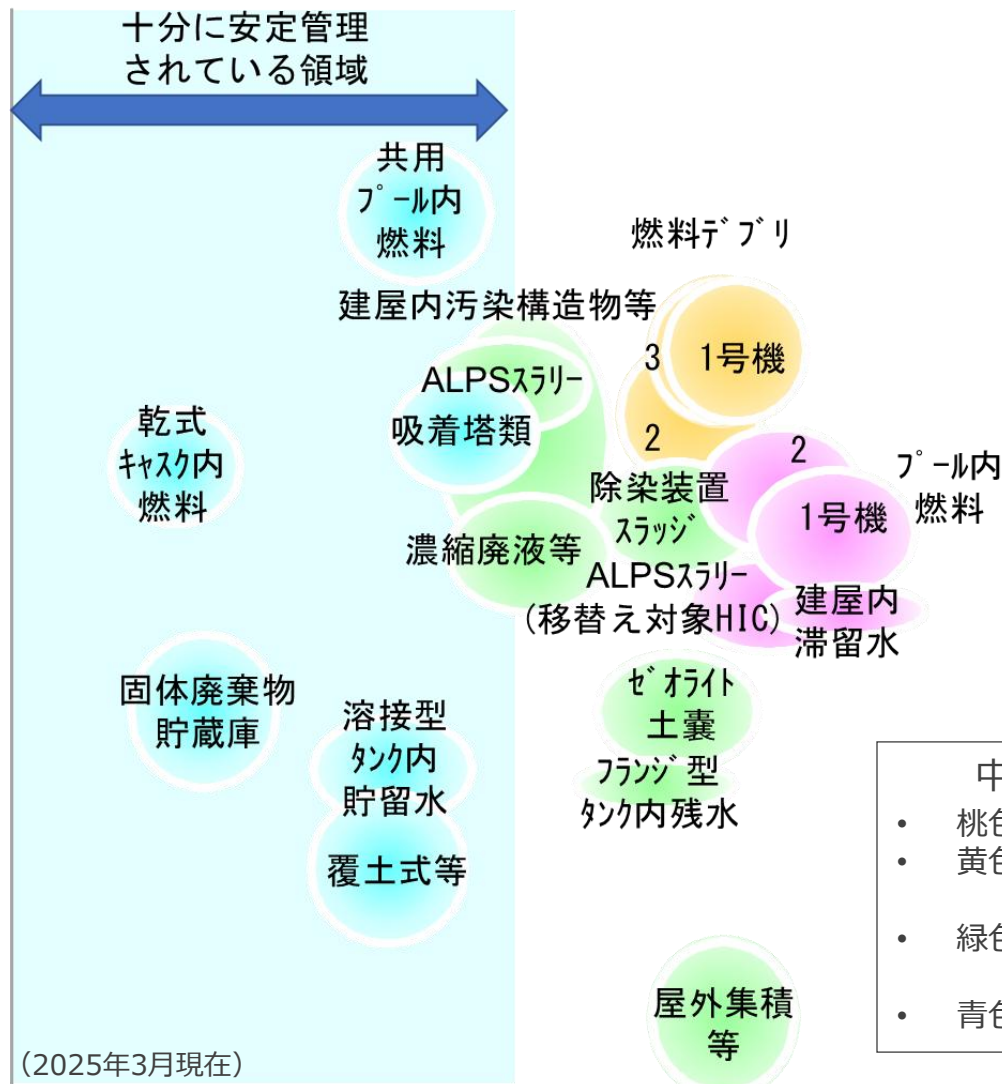 十分に安定管理
されている領域
共用
プール内
燃料
燃料デブリ
建屋内汚染構造物等
3
1号機
ALPSスラリー
吸着塔類
2
乾式
キャスク内
燃料
2
プール内
燃料
1号機
除染装置
スラッジ
濃縮廃液等
ALPSスラリー
(移替え対象HIC)
建屋内
滞留水
固体廃棄物
貯蔵庫
溶接型
タンク内
貯留水
ゼオライト
土嚢
フランジ型
タンク内残水
覆土式等
中
• 桃色
• 黄色
• 緑色
• 青色
屋外集積
等
(2025年3月現在)